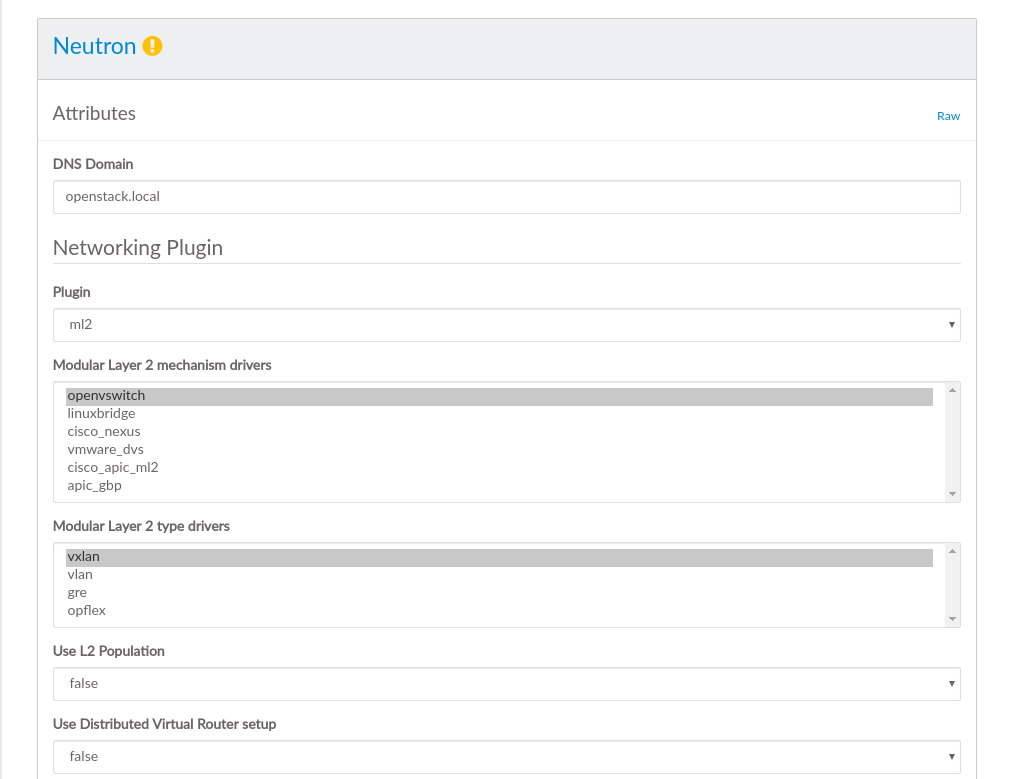 Neutron
Attributes
Raw
DNS Domain
openstack.local
Networking Plugin
Plugin
ml2
Modular Layer 2 mechanism drivers
openvswitch
linuxbridge
cisco_nexus
vmware_dvs
cisco_apic_ml2
apic_gbp
Modular Layer 2 type drivers
vxlan
vlan
gre
opflex
Use L2 Population
false
Use Distributed Virtual Router setup
false